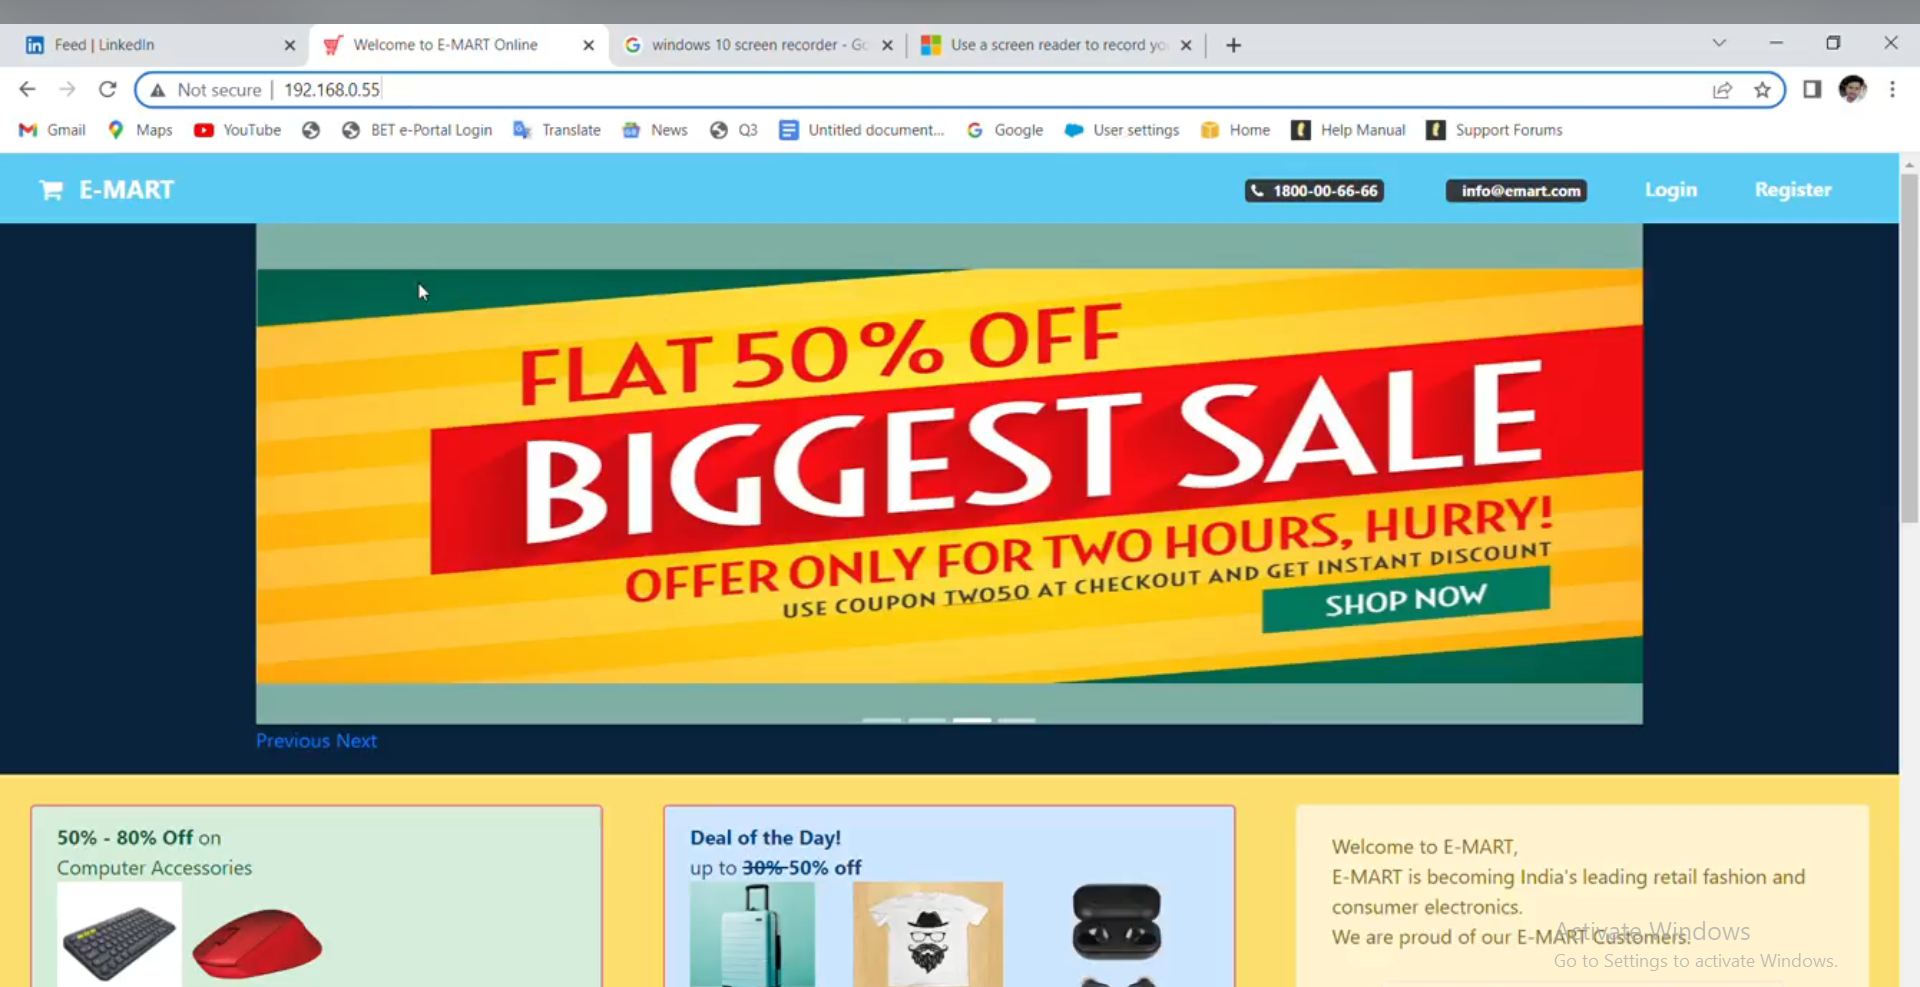 Feed | LinkedIn
Welcome to E-MART Online
windows 10 screen recorder - Go
Use a screen reader to record yo
Not secure | 192.168.0.55
Gmail
Maps
YouTube
BET e-Portal Login
Translate
News
Q3
Untitled document...
Google
User settings
Home
Help Manual
Support Forums
E-MART
1800-00-66-66
info@emart.com
Login
Register
FLAT 50% OFF
BIGGEST SALE
OFFER ONLY FOR TWO HOURS, HURRY!
USE COUPON TWO50 AT CHECKOUT AND GET INSTANT DISCOUNT
SHOP NOW
Previous Next
50% - 80% Off on
Computer Accessories
Deal of the Day!
up to 30% 50% off
Welcome to E-MART,
E-MART is becoming India's leading retail fashion and
consumer electronics.
We are proud of our E-MART Customers!
Activate Windows
Go to Settings to activate Windows.